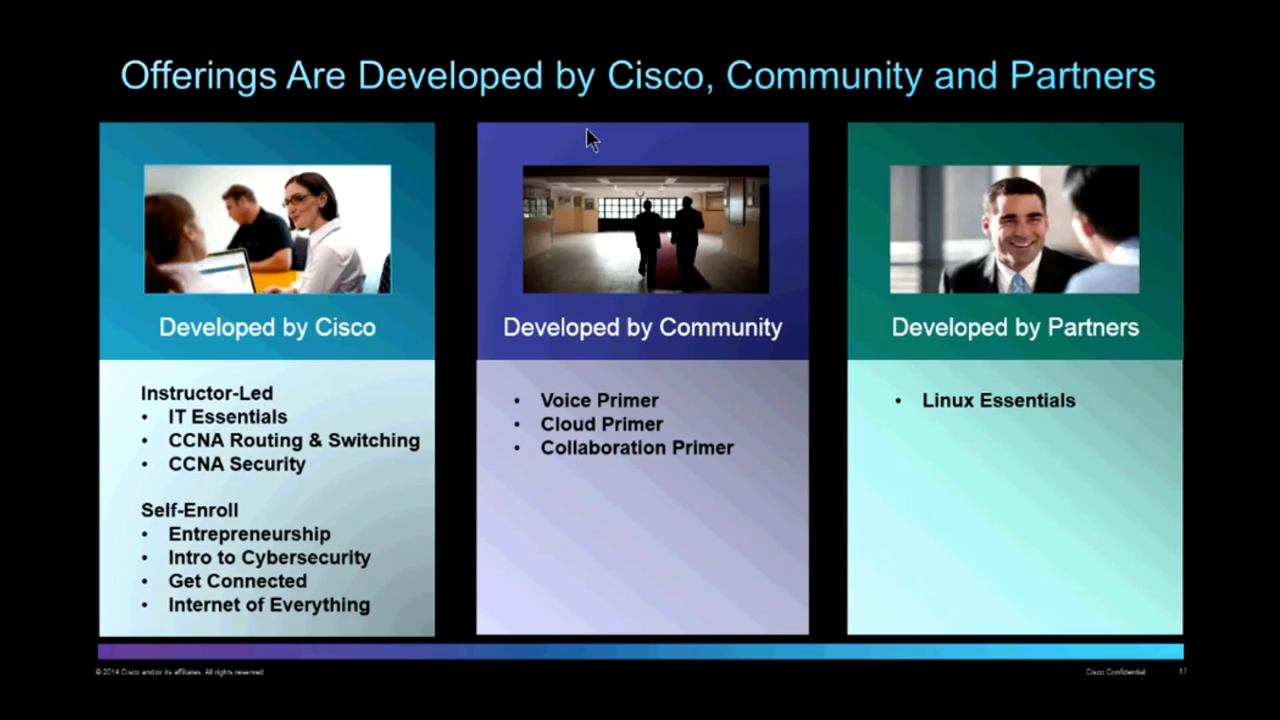 Offerings Are Developed by Cisco, Community and Partners
Developed by Cisco
Instructor-Led
• IT Essentials
• CCNA Routing & Switching
• CCNA Security
Self-Enroll
• Entrepreneurship
• Intro to Cybersecurity
• Get Connected
• Internet of Everything
Developed by Community
• Voice Primer
• Cloud Primer
• Collaboration Primer
Developed by Partners
• Linux Essentials
© 2014 Cisco and/or its affiliates. All rights reserved.
Cisco Confidential